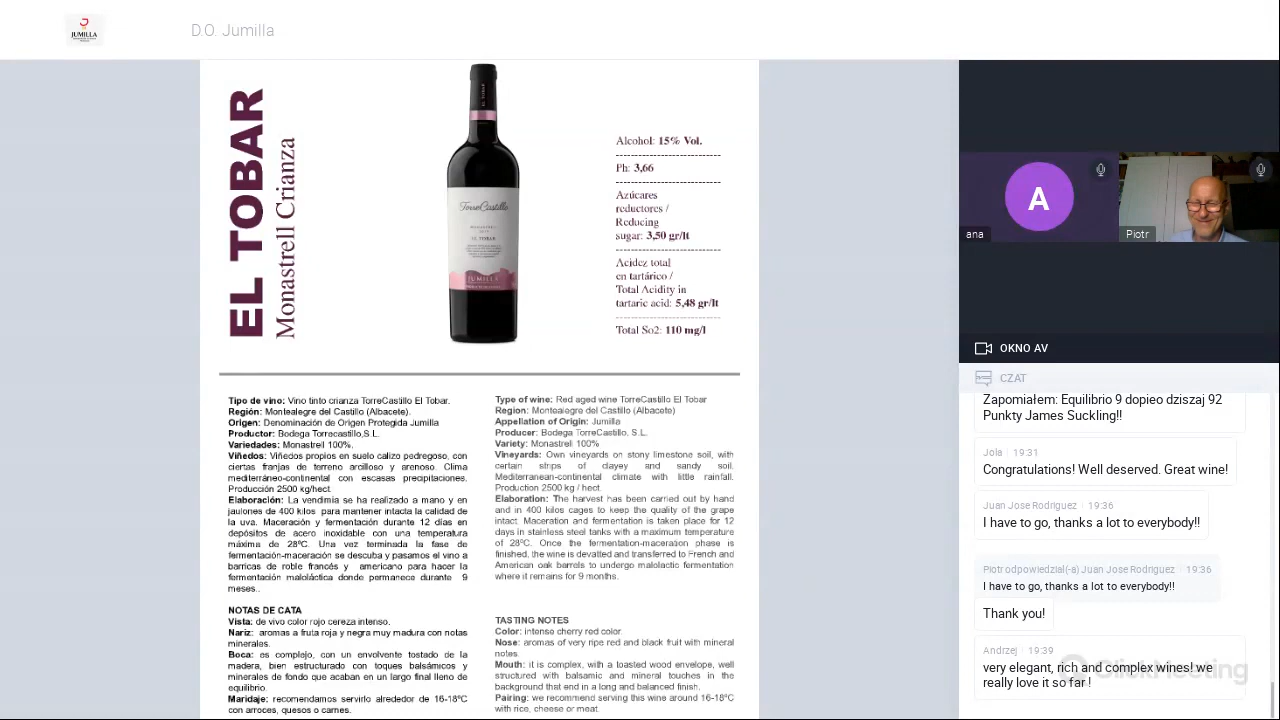 JUMILLA
D.O. Jumilla
EL TOBAR
Monastrell Crianza
EL TOBAR
TorreCastillo
MONASTRELL
EL TOBAR
JUMILLA
Alcohol: 15% Vol.
Ph: 3,66
Azúcares
reductores /
Reducing
sugar: 3,50 gr/lt
Acidez total
en tartárico /
Total Acidity in
tartaric acid: 5,48 gr/lt
Total So2: 110 mg/l
Tipo de vino: Vino tinto crianza TorreCastillo El Tobar.
Región: Montealegre del Castillo (Albacete).
Origen: Denominación de Origen Protegida Jumilla
Productor: Bodega Torrecastillo,S.L.
Variedades: Monastrell 100%.
Viñedos: Viñedos propios en suelo calizo pedregoso, con
ciertas franjas de terreno arcilloso y arenoso. Clima
mediterráneo-continental con escasas precipitaciones.
Producción 2500 kg/hect.
Elaboración: La vendimia se ha realizado a mano y en
jaulones de 400 kilos para mantener intacta la calidad de
la uva. Maceración y fermentación durante 12 días en
depósitos de acero inoxidable con una temperatura
máxima de 28ºC. Una vez terminada la fase de
fermentación-maceración se descuba y pasamos el vino a
barricas de roble francés y americano para hacer la
fermentación maloláctica donde permanece durante 9
meses..
NOTAS DE CATA
Vista: de vivo color rojo cereza intenso.
Nariz: aromas a fruta roja y negra muy madura con notas
minerales.
Boca: es complejo, con un envolvente tostado de la
madera, bien estructurado con toques balsámicos y
minerales de fondo que acaban en un largo final lleno de
equilibrio.
Maridaje: recomendamos servirlo alrededor de 16-18ºC
con arroces, quesos o carnes.
Type of wine: Red aged wine TorreCastillo El Tobar
Region: Montealegre del Castillo (Albacete)
Appellation of Origin: Jumilla
Producer: Bodega TorreCastillo, S.L.
Variety: Monastrell 100%
Vineyards: Own vineyards on stony limestone soil, with
certain strips of clayey and sandy soil.
Mediterranean-continental climate with little rainfall.
Production 2500 kg / hect.
Elaboration: The harvest has been carried out by hand
and in 400 kilos cages to keep the quality of the grape
intact. Maceration and fermentation is taken place for 12
days in stainless steel tanks with a maximum temperature
of 28ºC. Once the fermentation-maceration phase is
finished, the wine is devatted and transferred to French and
American oak barrels to undergo malolactic fermentation
where it remains for 9 months.
TASTING NOTES
Color: intense cherry red color.
Nose: aromas of very ripe red and black fruit with mineral
notes.
Mouth: it is complex, with a toasted wood envelope, well
structured with balsamic and mineral touches in the
background that end in a long and balanced finish.
Pairing: we recommend serving this wine around 16-18ºC
with rice, cheese or meat.
A
ana
Piotr
OKNO AV
CZAT
Zapomiałem: Equilibrio 9 dopieo dziszaj 92
Punkty James Suckling!!
Jola 19:31
Congratulations! Well deserved. Great wine!
Juan Jose Rodriguez 19:36
I have to go, thanks a lot to everybody!!
Piotr odpowiedział(-a) Juan Jose Rodriguez 19:36
I have to go, thanks a lot to everybody!!
Thank you!
Andrzej 19:39
very elegant, rich and complex wines! we
really love it so far !
ClickMeeting